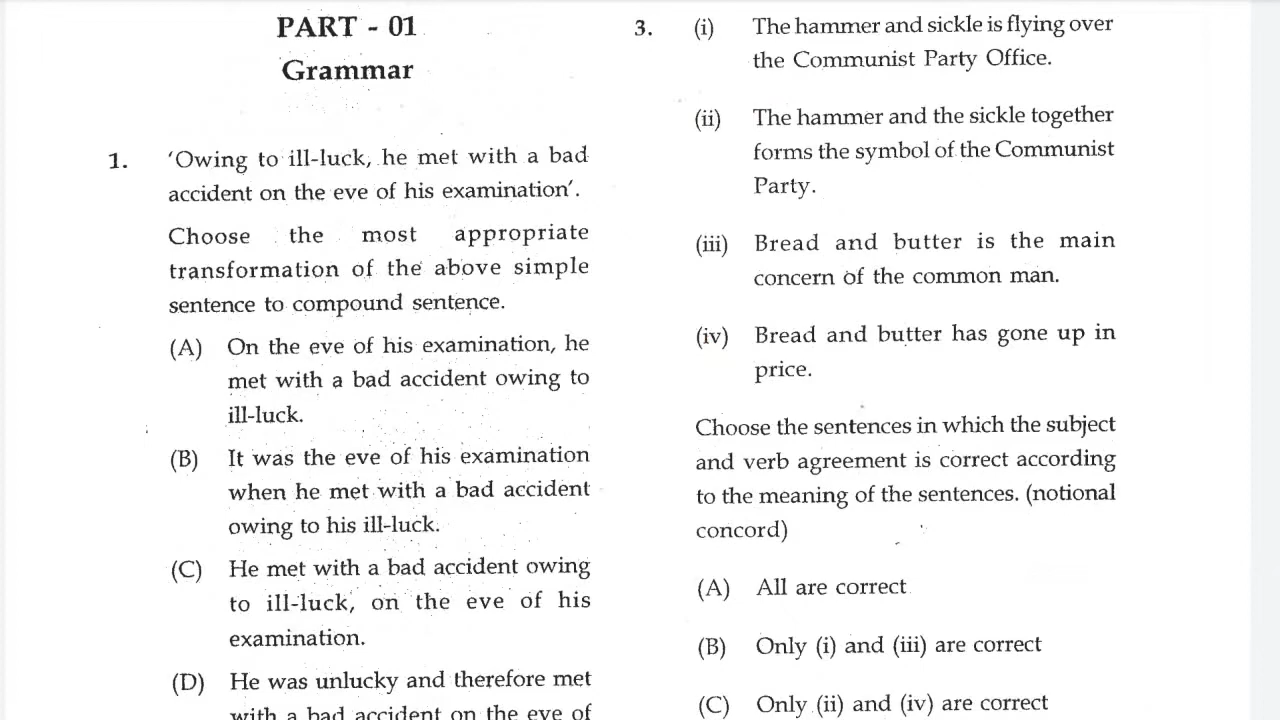 PART - 01
Grammar
1. 'Owing to ill-luck, he met with a bad
accident on the eve of his examination'.
Choose the most appropriate
transformation of the above simple
sentence to compound sentence.
(A) On the eve of his examination, he
met with a bad accident owing to
ill-luck.
(B) It was the eve of his examination
when he met with a bad accident
owing to his ill-luck.
(C) He met with a bad accident owing
to ill-luck, on the eve of his
examination.
(D) He was unlucky and therefore met
with a bad accident on the eve of
3. (i) The hammer and sickle is flying over
the Communist Party Office.
(ii) The hammer and the sickle together
forms the symbol of the Communist
Party.
(iii) Bread and butter is the main
concern of the common man.
(iv) Bread and butter has gone up in
price.
Choose the sentences in which the subject
and verb agreement is correct according
to the meaning of the sentences. (notional
concord)
(A) All are correct
(B) Only (i) and (iii) are correct
(C) Only (ii) and (iv) are correct